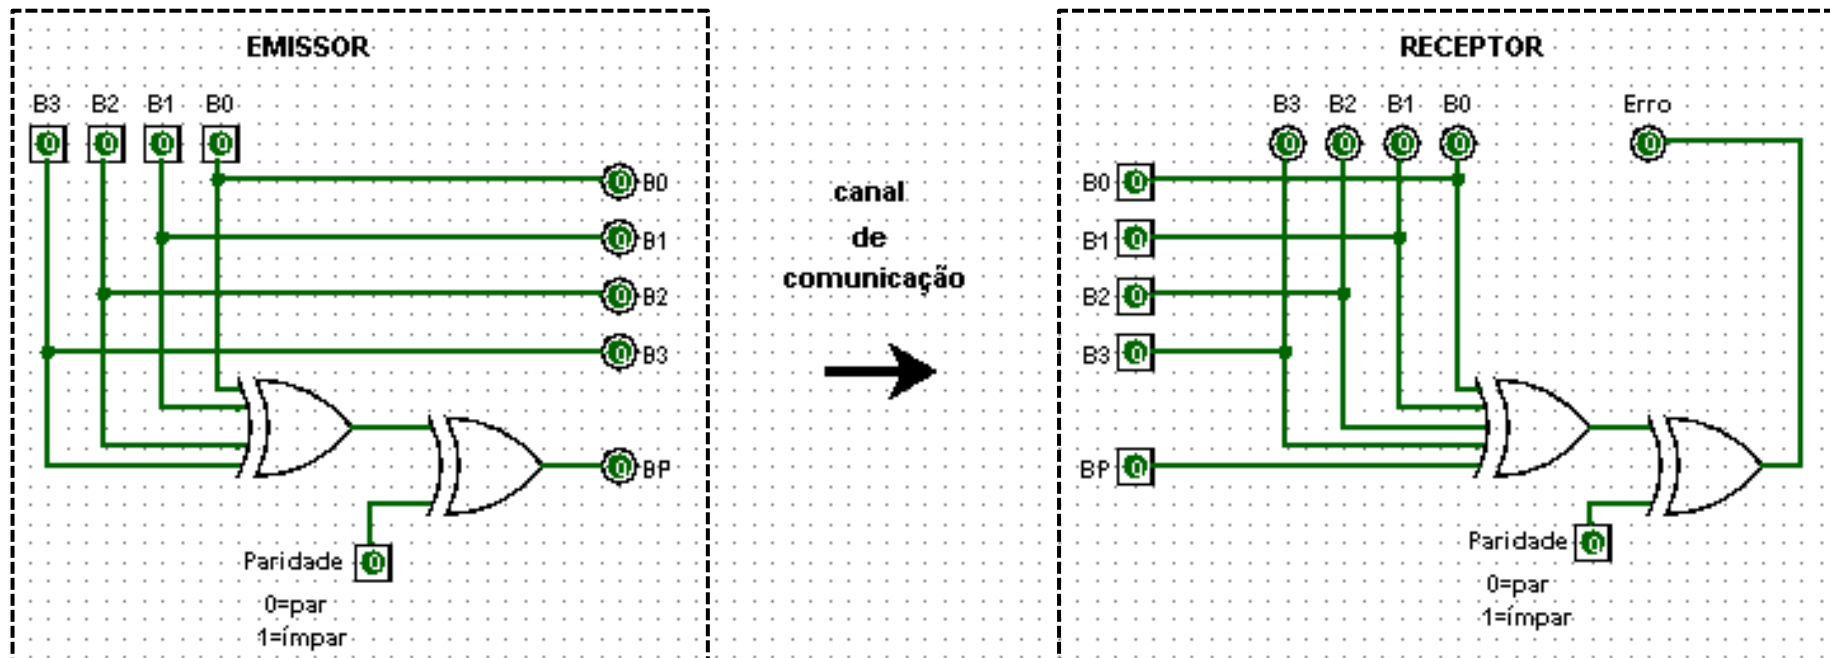 EMISSOR
B3 B2 B1 B0
0 0 0 0
0 B0
0 B1
0 B2
0 B3
0 BP
Paridade 0
0=par
1=ímpar
canal
de
comunicação
RECEPTOR
B3 B2 B1 B0 Erro
0 0 0 0 0
B0 0
B1 0
B2 0
B3 0
BP 0
Paridade 0
0=par
1=ímpar